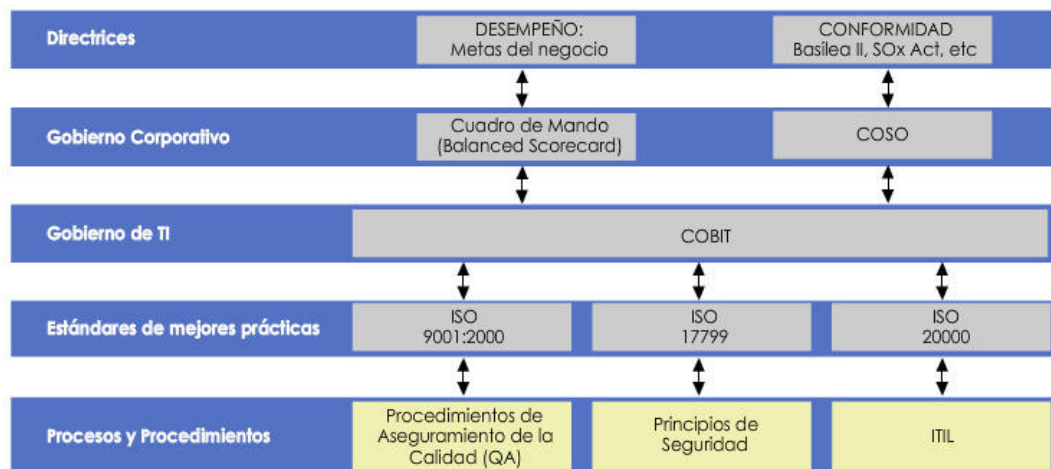 Directrices
DESEMPEÑO:
Metas del negocio
CONFORMIDAD
Basilea II, SOx Act, etc
Gobierno Corporativo
Cuadro de Mando
(Balanced Scorecard)
COSO
Gobierno de TI
COBIT
Estándares de mejores prácticas
ISO
9001:2000
ISO
17799
ISO
20000
Procesos y Procedimientos
Procedimientos de
Aseguramiento de la
Calidad (QA)
Principios de
Seguridad
ITIL